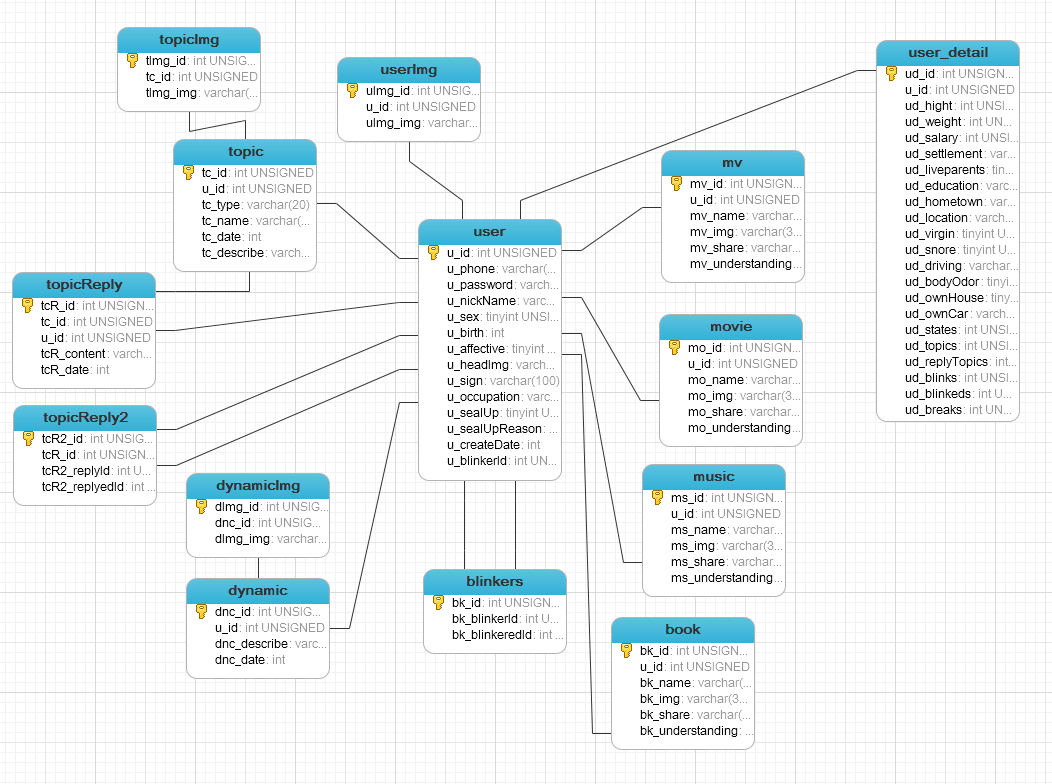 topicImg
tImg_id: int UNSIG...
tc_id: int UNSIGNED
tImg_img: varchar(...
userImg
uImg_id: int UNSIG...
u_id: int UNSIGNED
uImg_img: varchar...
user_detail
ud_id: int UNSIGN...
u_id: int UNSIGNED
ud_hight: int UNSI...
ud_weight: int UN...
ud_salary: int UNSI...
ud_settlement: var...
ud_liveparents: tin...
ud_education: varc...
ud_hometown: var...
ud_location: varch...
ud_virgin: tinyint U...
ud_snore: tinyint U...
ud_driving: varchar...
ud_bodyOdor: tinyi...
ud_ownHouse: tiny...
ud_ownCar: varch...
ud_states: int UNSI...
ud_topics: int UNSI...
ud_replyTopics: int...
ud_blinks: int UNSI...
ud_blinkeds: int U...
ud_breaks: int UN...
topic
tc_id: int UNSIGNED
u_id: int UNSIGNED
tc_type: varchar(20)
tc_name: varchar(...
tc_date: int
tc_describe: varch...
mv
mv_id: int UNSIGN...
u_id: int UNSIGNED
mv_name: varchar...
mv_img: varchar(3...
mv_share: varchar...
mv_understanding...
user
u_id: int UNSIGNED
u_phone: varchar(...
u_password: varch...
u_nickName: varc...
u_sex: tinyint UNSI...
u_birth: int
u_affective: tinyint ...
u_headImg: varch...
u_sign: varchar(100)
u_occupation: varc...
u_sealUp: tinyint U...
u_sealUpReason: ...
u_createDate: int
u_blinkerId: int UN...
topicReply
tcR_id: int UNSIGN...
tc_id: int UNSIGNED
u_id: int UNSIGNED
tcR_content: varch...
tcR_date: int
movie
mo_id: int UNSIGN...
u_id: int UNSIGNED
mo_name: varchar...
mo_img: varchar(3...
mo_share: varchar...
mo_understanding...
topicReply2
tcR2_id: int UNSIG...
tcR_id: int UNSIGN...
tcR2_replyId: int U...
tcR2_replyedId: int ...
music
ms_id: int UNSIGN...
u_id: int UNSIGNED
ms_name: varchar...
ms_img: varchar(3...
ms_share: varchar...
ms_understanding...
dynamicImg
dImg_id: int UNSIG...
dnc_id: int UNSIG...
dImg_img: varchar...
dynamic
dnc_id: int UNSIG...
u_id: int UNSIGNED
dnc_describe: varc...
dnc_date: int
blinkers
bk_id: int UNSIGN...
bk_blinkerId: int U...
bk_blinkeredId: int ...
book
bk_id: int UNSIGN...
u_id: int UNSIGNED
bk_name: varchar(...
bk_img: varchar(3...
bk_share: varchar(...
bk_understanding: ...